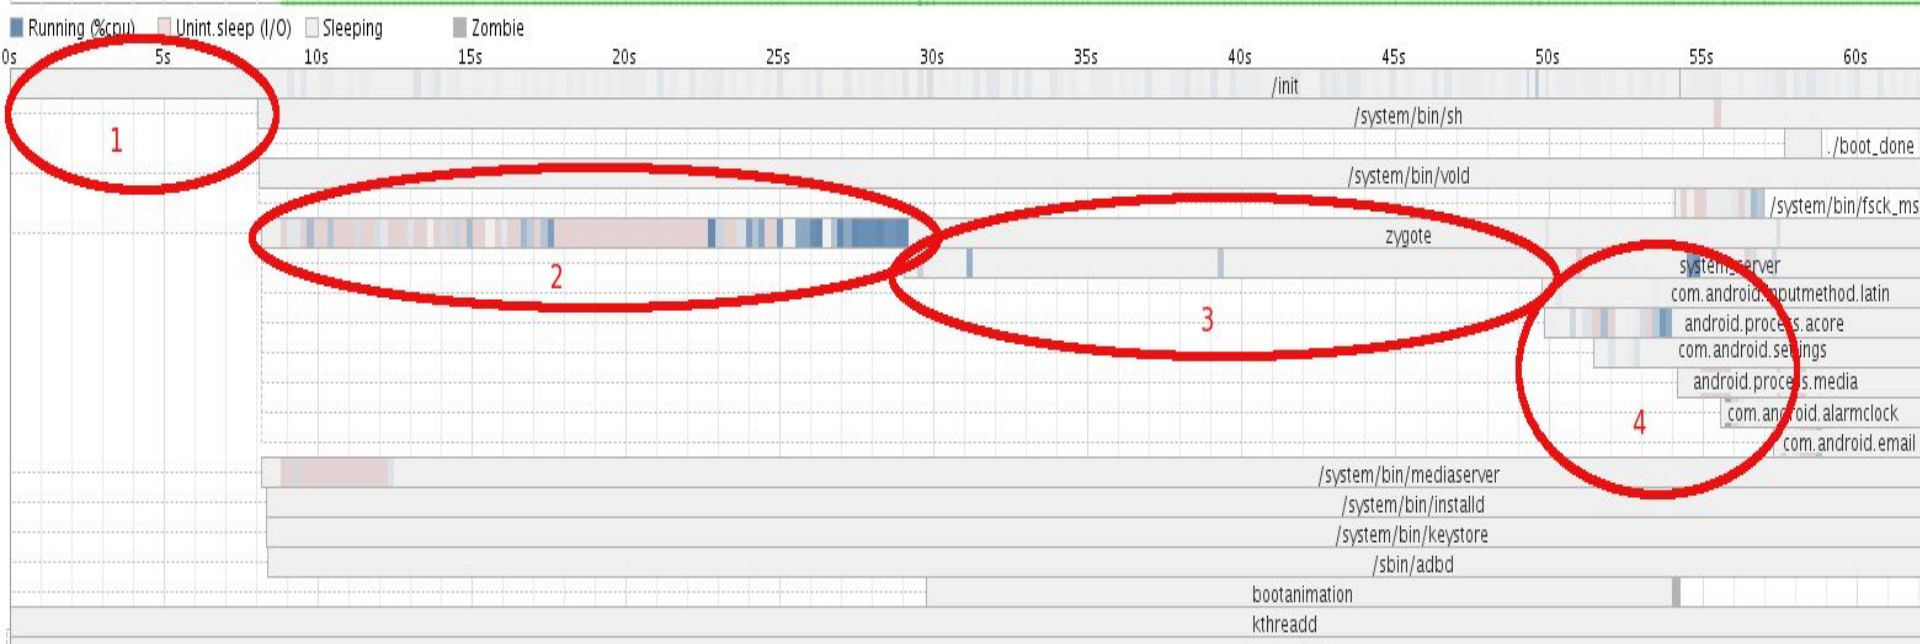 Running (%cpu) Unint.sleep (I/O) Sleeping Zombie
0s 5s 10s 15s 20s 25s 30s 35s 40s 45s 50s 55s 60s
/init
/system/bin/sh
1
./boot_done
/system/bin/vold
/system/bin/fsck_ms
zygote
system_server
2
com.android.inputmethod.latin
3
android.process.acore
com.android.settings
android.process.media
com.android.alarmclock
4
com.android.email
/system/bin/mediaserver
/system/bin/installd
/system/bin/keystore
/sbin/adbd
bootanimation
kthreadd